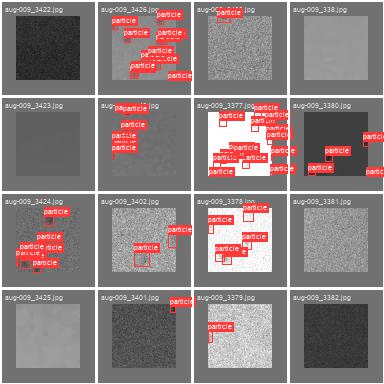 aug-009_3422.jpg
aug-009_3426.jpg
particle
particle
particle
particle
particle
particle
particle
particle
aug-009_338.jpg
aug-009_3423.jpg
particle
particle
particle
particle
aug-009_3377.jpg
particle
particle
particle
particle
particle
particle
particle
particle
particle
particle
aug-009_3380.jpg
particle
particle
particle
particle
aug-009_3424.jpg
particle
particle
particle
particle
particle
aug-009_3402.jpg
particle
particle
aug-009_3378.jpg
particle
particle
particle
particle
aug-009_3381.jpg
aug-009_3425.jpg
aug-009_3401.jpg
particle
aug-009_3379.jpg
particle
aug-009_3382.jpg